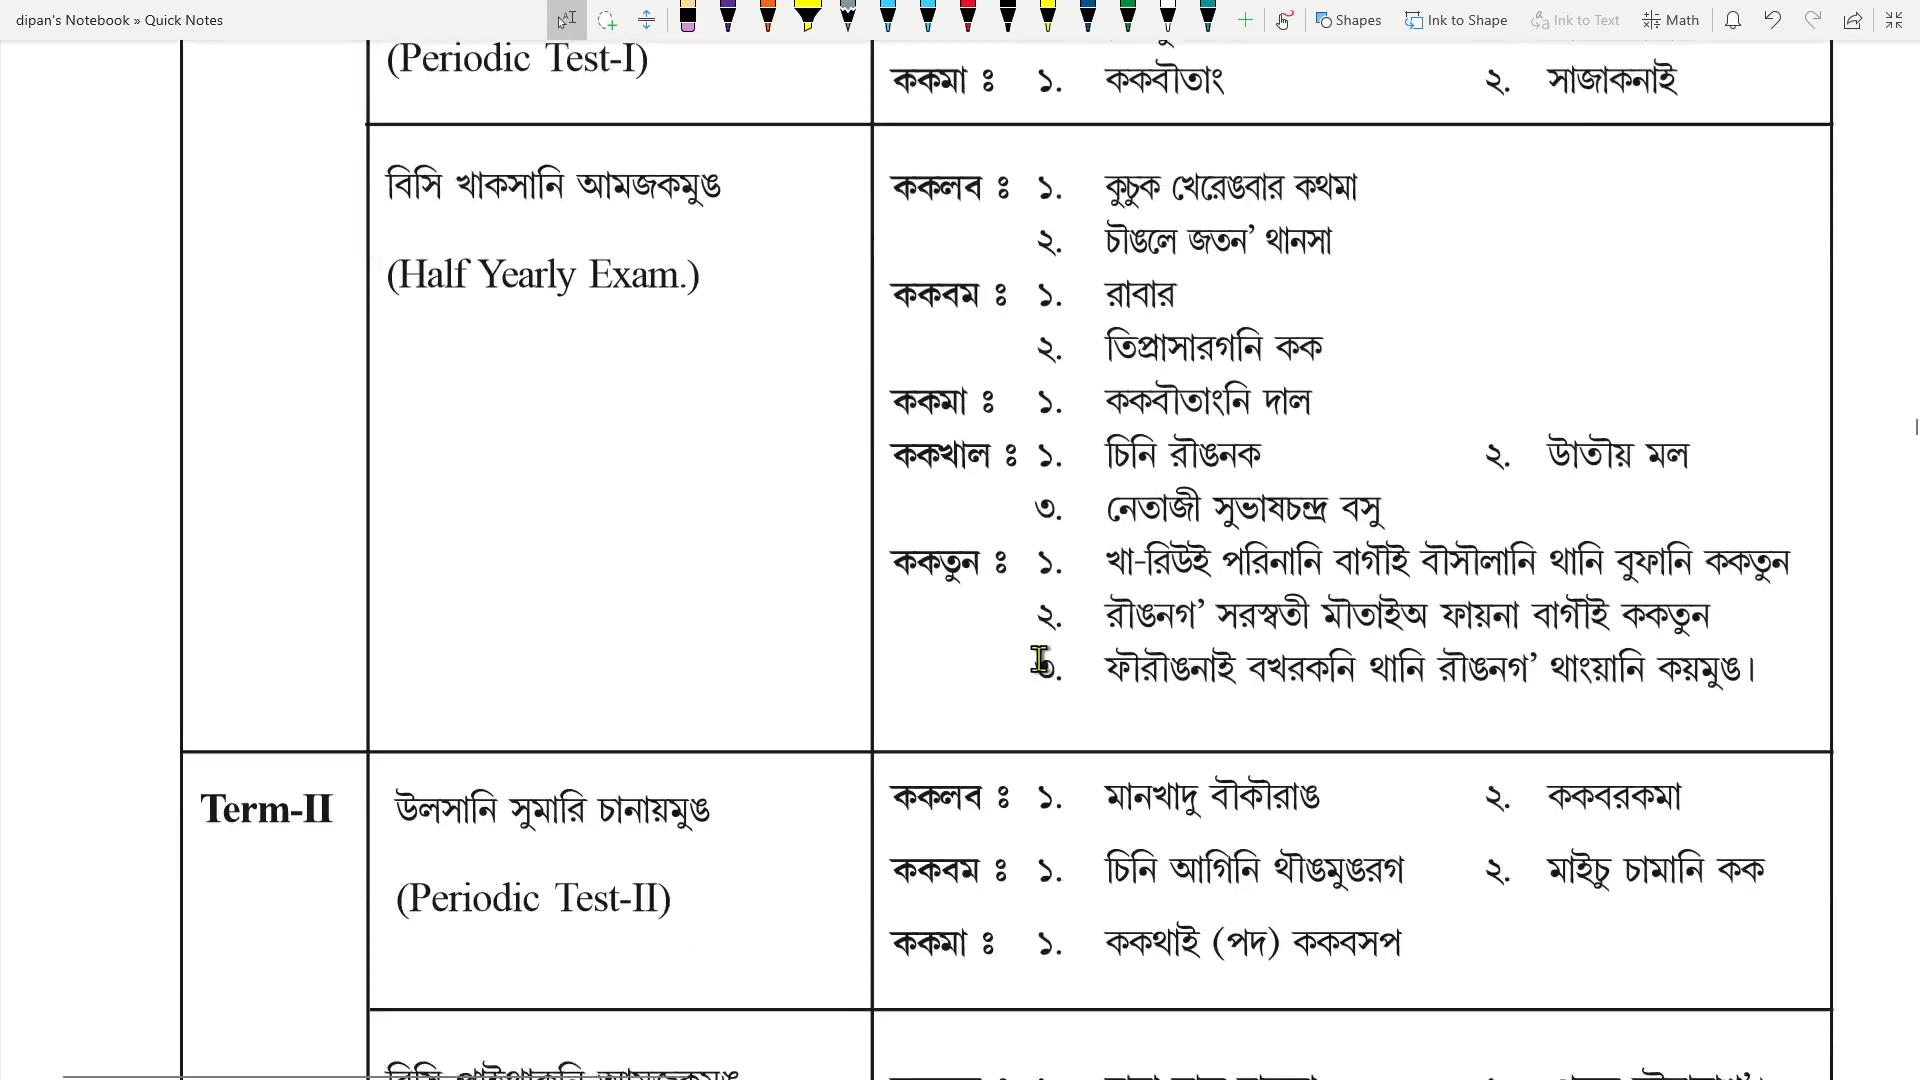 dipan's Notebook » Quick Notes
Shapes Ink to Shape Ink to Text Math
(Periodic Test-I)
ককমা ঃ ১. ককবীতাং ২. সাজাকনাই
বিসি খাকসানি আমজকমুঙ
(Half Yearly Exam.)
ককলব ঃ ১. কুচুক খেরেঙবার কথমা
২. চীঙলে জতন’ থানসা
ককবম ঃ ১. রাবার
২. তিপ্রাসারগনি কক
ককমা ঃ ১. ককবীতাংনি দাল
ককখাল ঃ ১. চিনি রীঙনক ২. উাতীয় মল
৩. নেতাজী সুভাষচন্দ্র বসু
ককতুন ঃ ১. খা-রিউই পরিনানি বাগীই বীসীলানি থানি বুফানি ককতুন
২. রীঙনগ’ সরস্বতী মীতাইঅ ফায়না বাগীই ককতুন
৩. ফীরীঙনাই বখরকনি থানি রীঙনগ’ থাংয়ানি কয়মুঙ।
Term-II
উলসানি সুমারি চানায়মুঙ
(Periodic Test-II)
ককলব ঃ ১. মানখাদু বীকীরাঙ ২. ককবরকমা
ককবম ঃ ১. চিনি আগিনি থীঙমুঙরগ ২. মাইচু চামানি কক
ককমা ঃ ১. ককথাই (পদ) ককবসপ